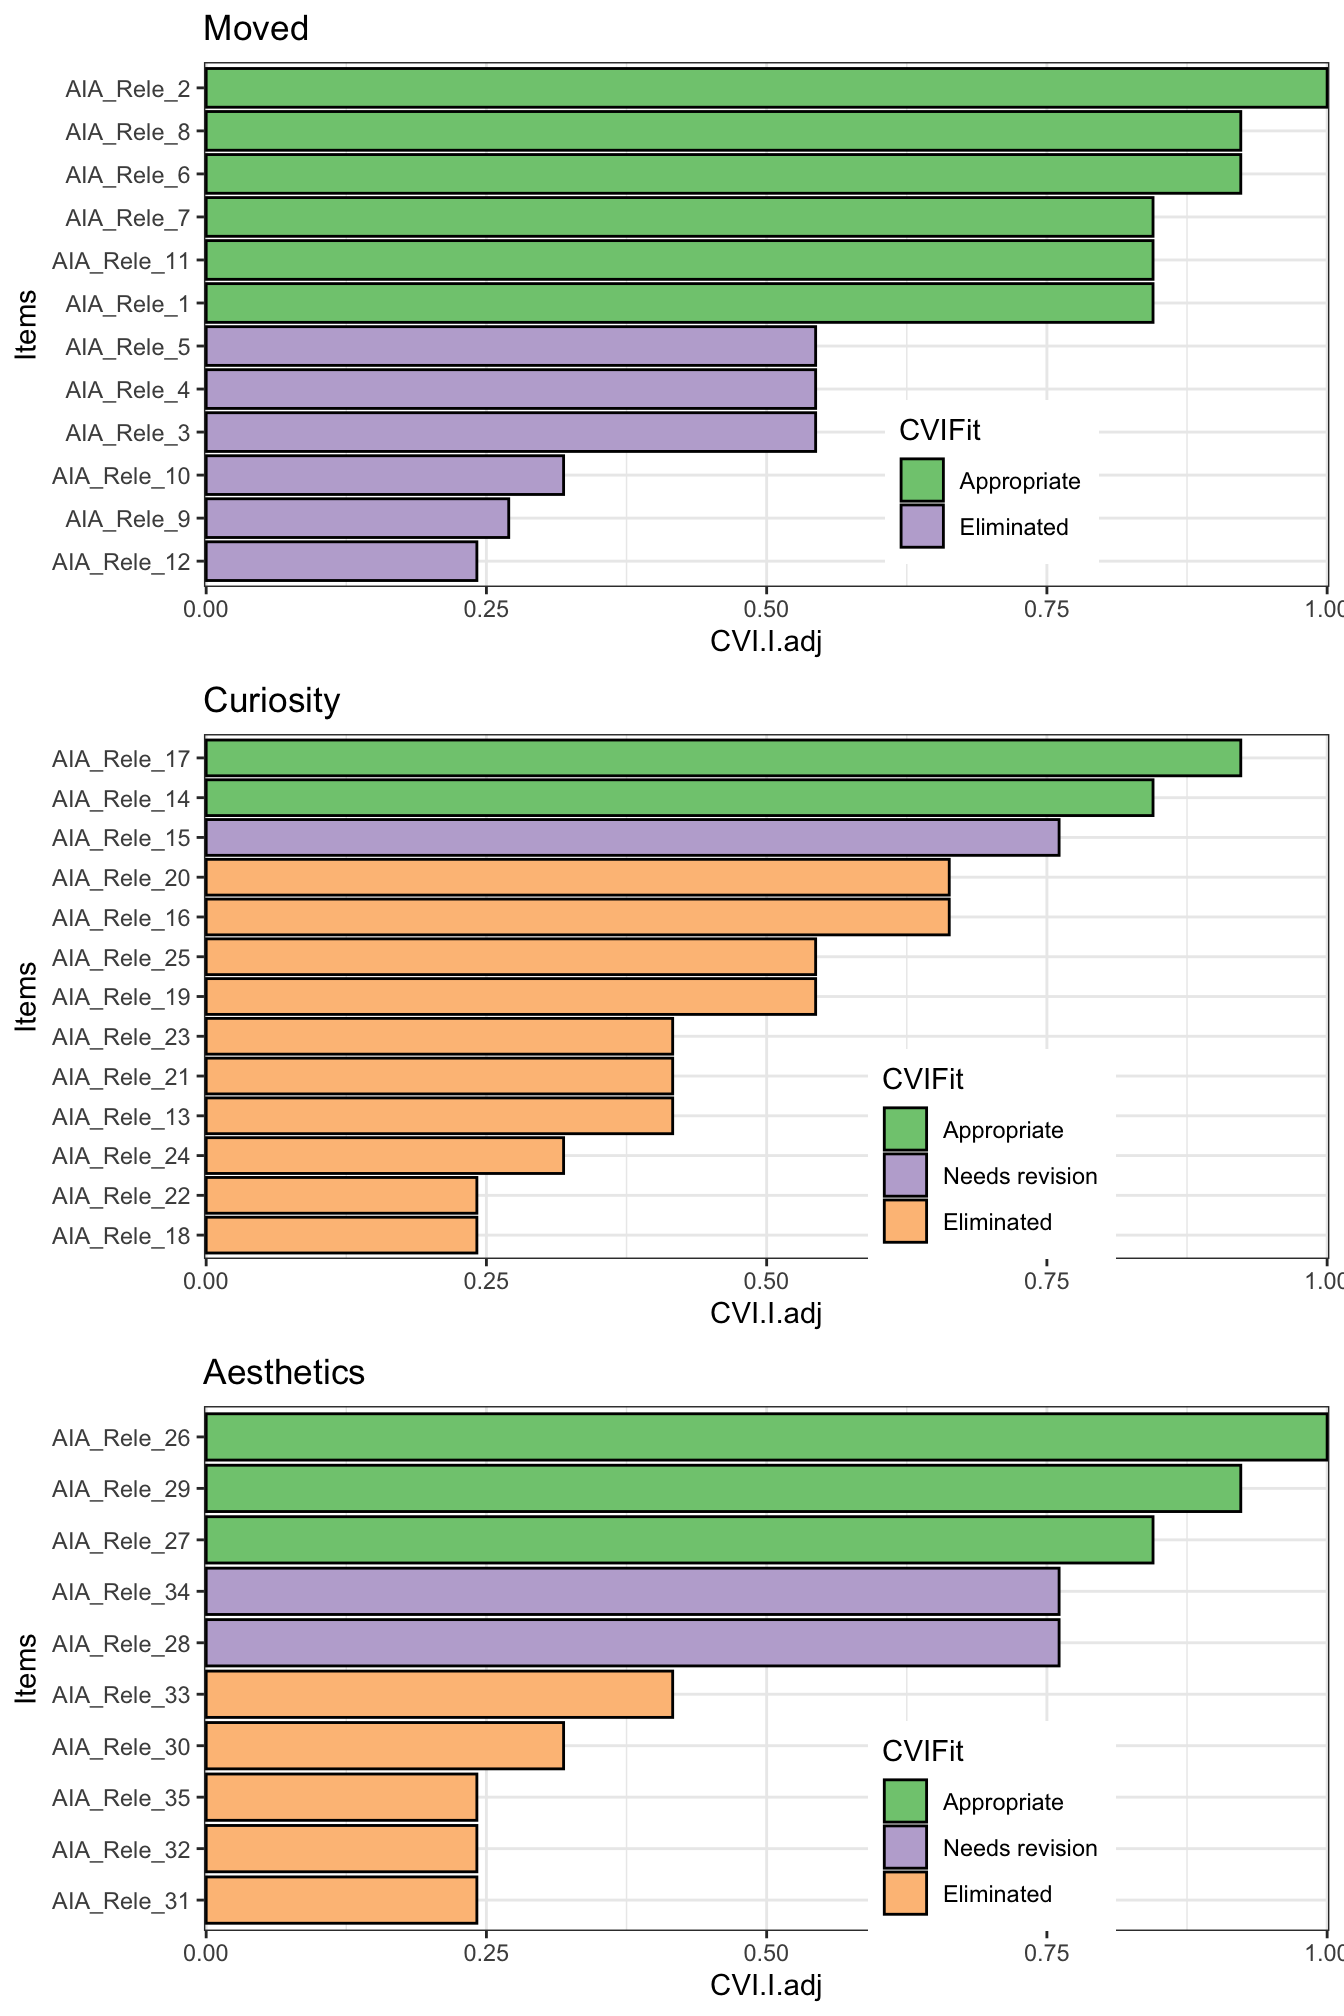 Moved
AIA_Rele_2
AIA_Rele_8
AIA_Rele_6
AIA_Rele_7
AIA_Rele_11
AIA_Rele_1
AIA_Rele_5
AIA_Rele_4
AIA_Rele_3
AIA_Rele_10
AIA_Rele_9
AIA_Rele_12
Items
CVIFit
Appropriate
Eliminated
0.00 0.25 0.50 0.75 1.00
CVI.I.adj
Curiosity
AIA_Rele_17
AIA_Rele_14
AIA_Rele_15
AIA_Rele_20
AIA_Rele_16
AIA_Rele_25
AIA_Rele_19
AIA_Rele_23
AIA_Rele_21
AIA_Rele_13
AIA_Rele_24
AIA_Rele_22
AIA_Rele_18
Items
CVIFit
Appropriate
Needs revision
Eliminated
0.00 0.25 0.50 0.75 1.00
CVI.I.adj
Aesthetics
AIA_Rele_26
AIA_Rele_29
AIA_Rele_27
AIA_Rele_34
AIA_Rele_28
AIA_Rele_33
AIA_Rele_30
AIA_Rele_35
AIA_Rele_32
AIA_Rele_31
Items
CVIFit
Appropriate
Needs revision
Eliminated
0.00 0.25 0.50 0.75 1.00
CVI.I.adj